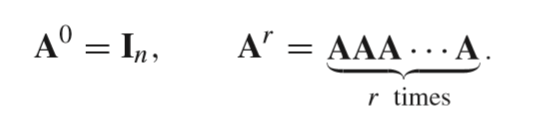 A⁰ = Iₙ, Aʳ = AAA ⋯ A.
r times